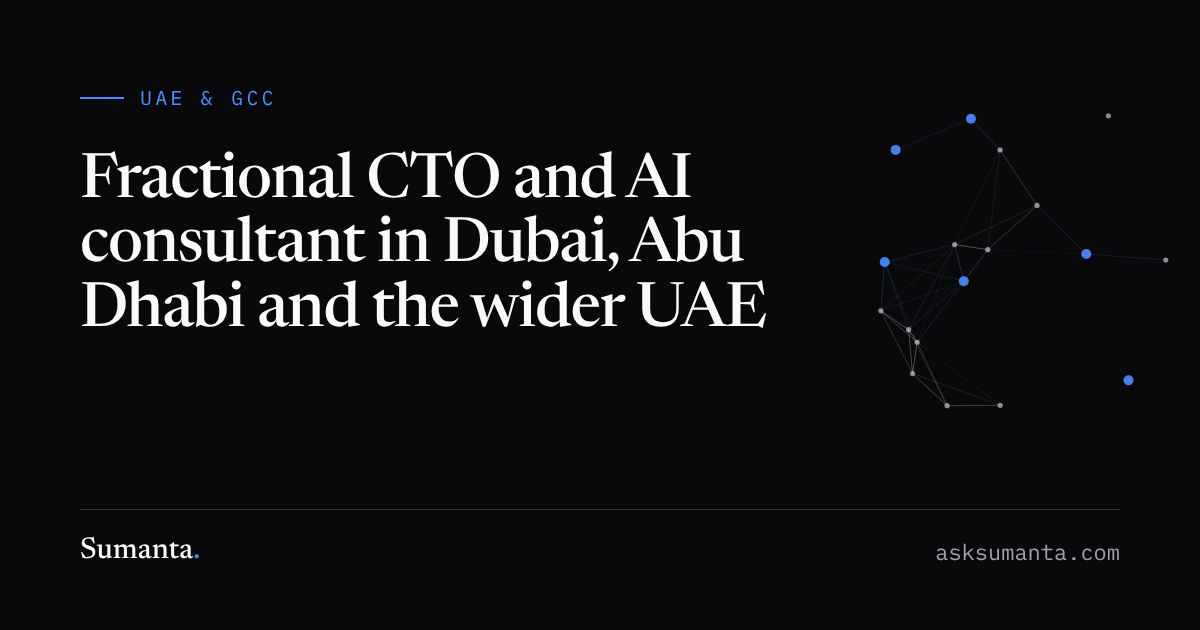 UAE & GCC
Fractional CTO and AI
consultant in Dubai, Abu
Dhabi and the wider UAE
Sumanta.
asksumanta.com